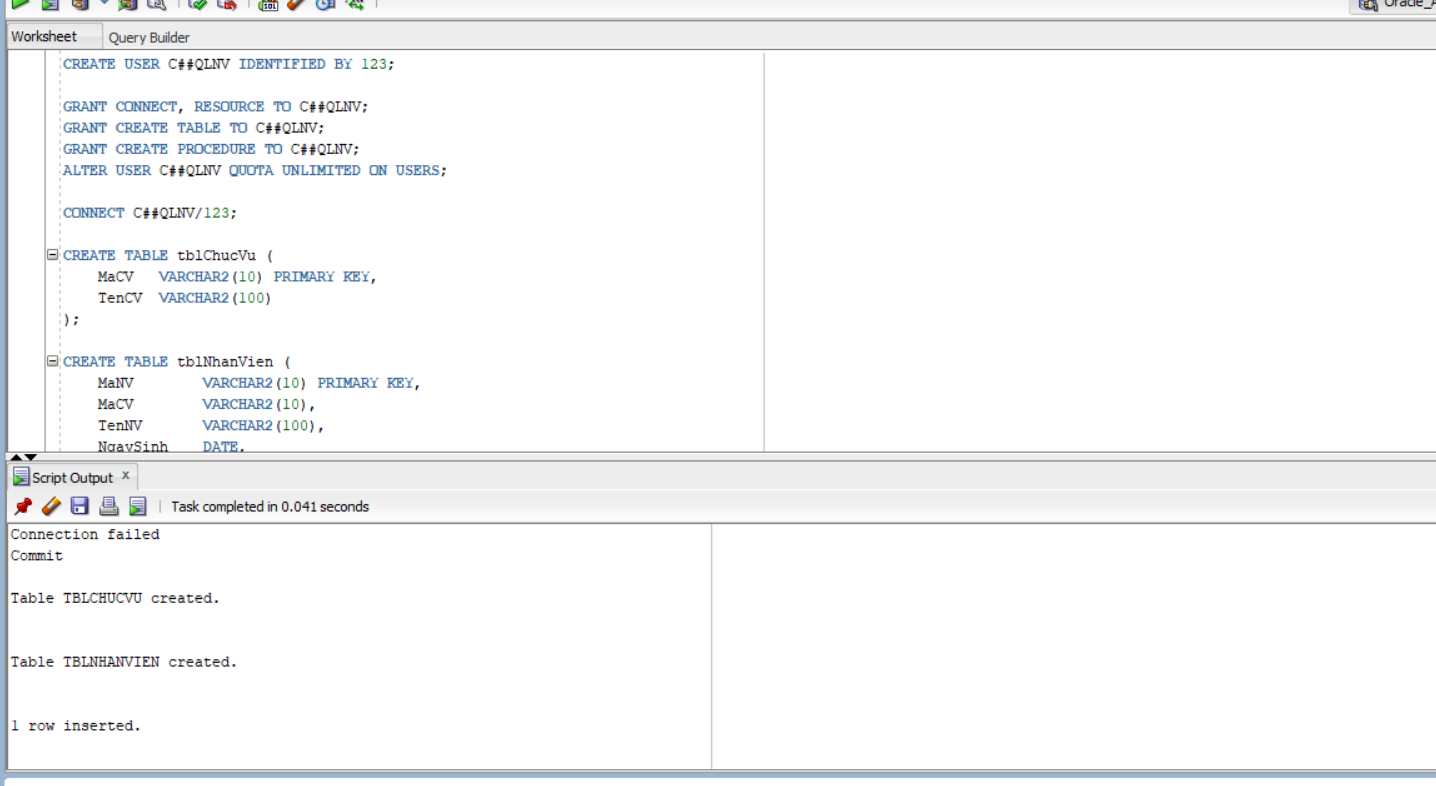 Oracle_A
Worksheet
Query Builder
CREATE USER C##QLNV IDENTIFIED BY 123;
GRANT CONNECT, RESOURCE TO C##QLNV;
GRANT CREATE TABLE TO C##QLNV;
GRANT CREATE PROCEDURE TO C##QLNV;
ALTER USER C##QLNV QUOTA UNLIMITED ON USERS;
CONNECT C##QLNV/123;
CREATE TABLE tblChucVu (
MaCV VARCHAR2(10) PRIMARY KEY,
TenCV VARCHAR2(100)
);
CREATE TABLE tblNhanVien (
MaNV VARCHAR2(10) PRIMARY KEY,
MaCV VARCHAR2(10),
TenNV VARCHAR2(100),
NgaySinh DATE,
Script Output x
Task completed in 0.041 seconds
Connection failed
Commit
Table TBLCHUCVU created.
Table TBLNHANVIEN created.
1 row inserted.